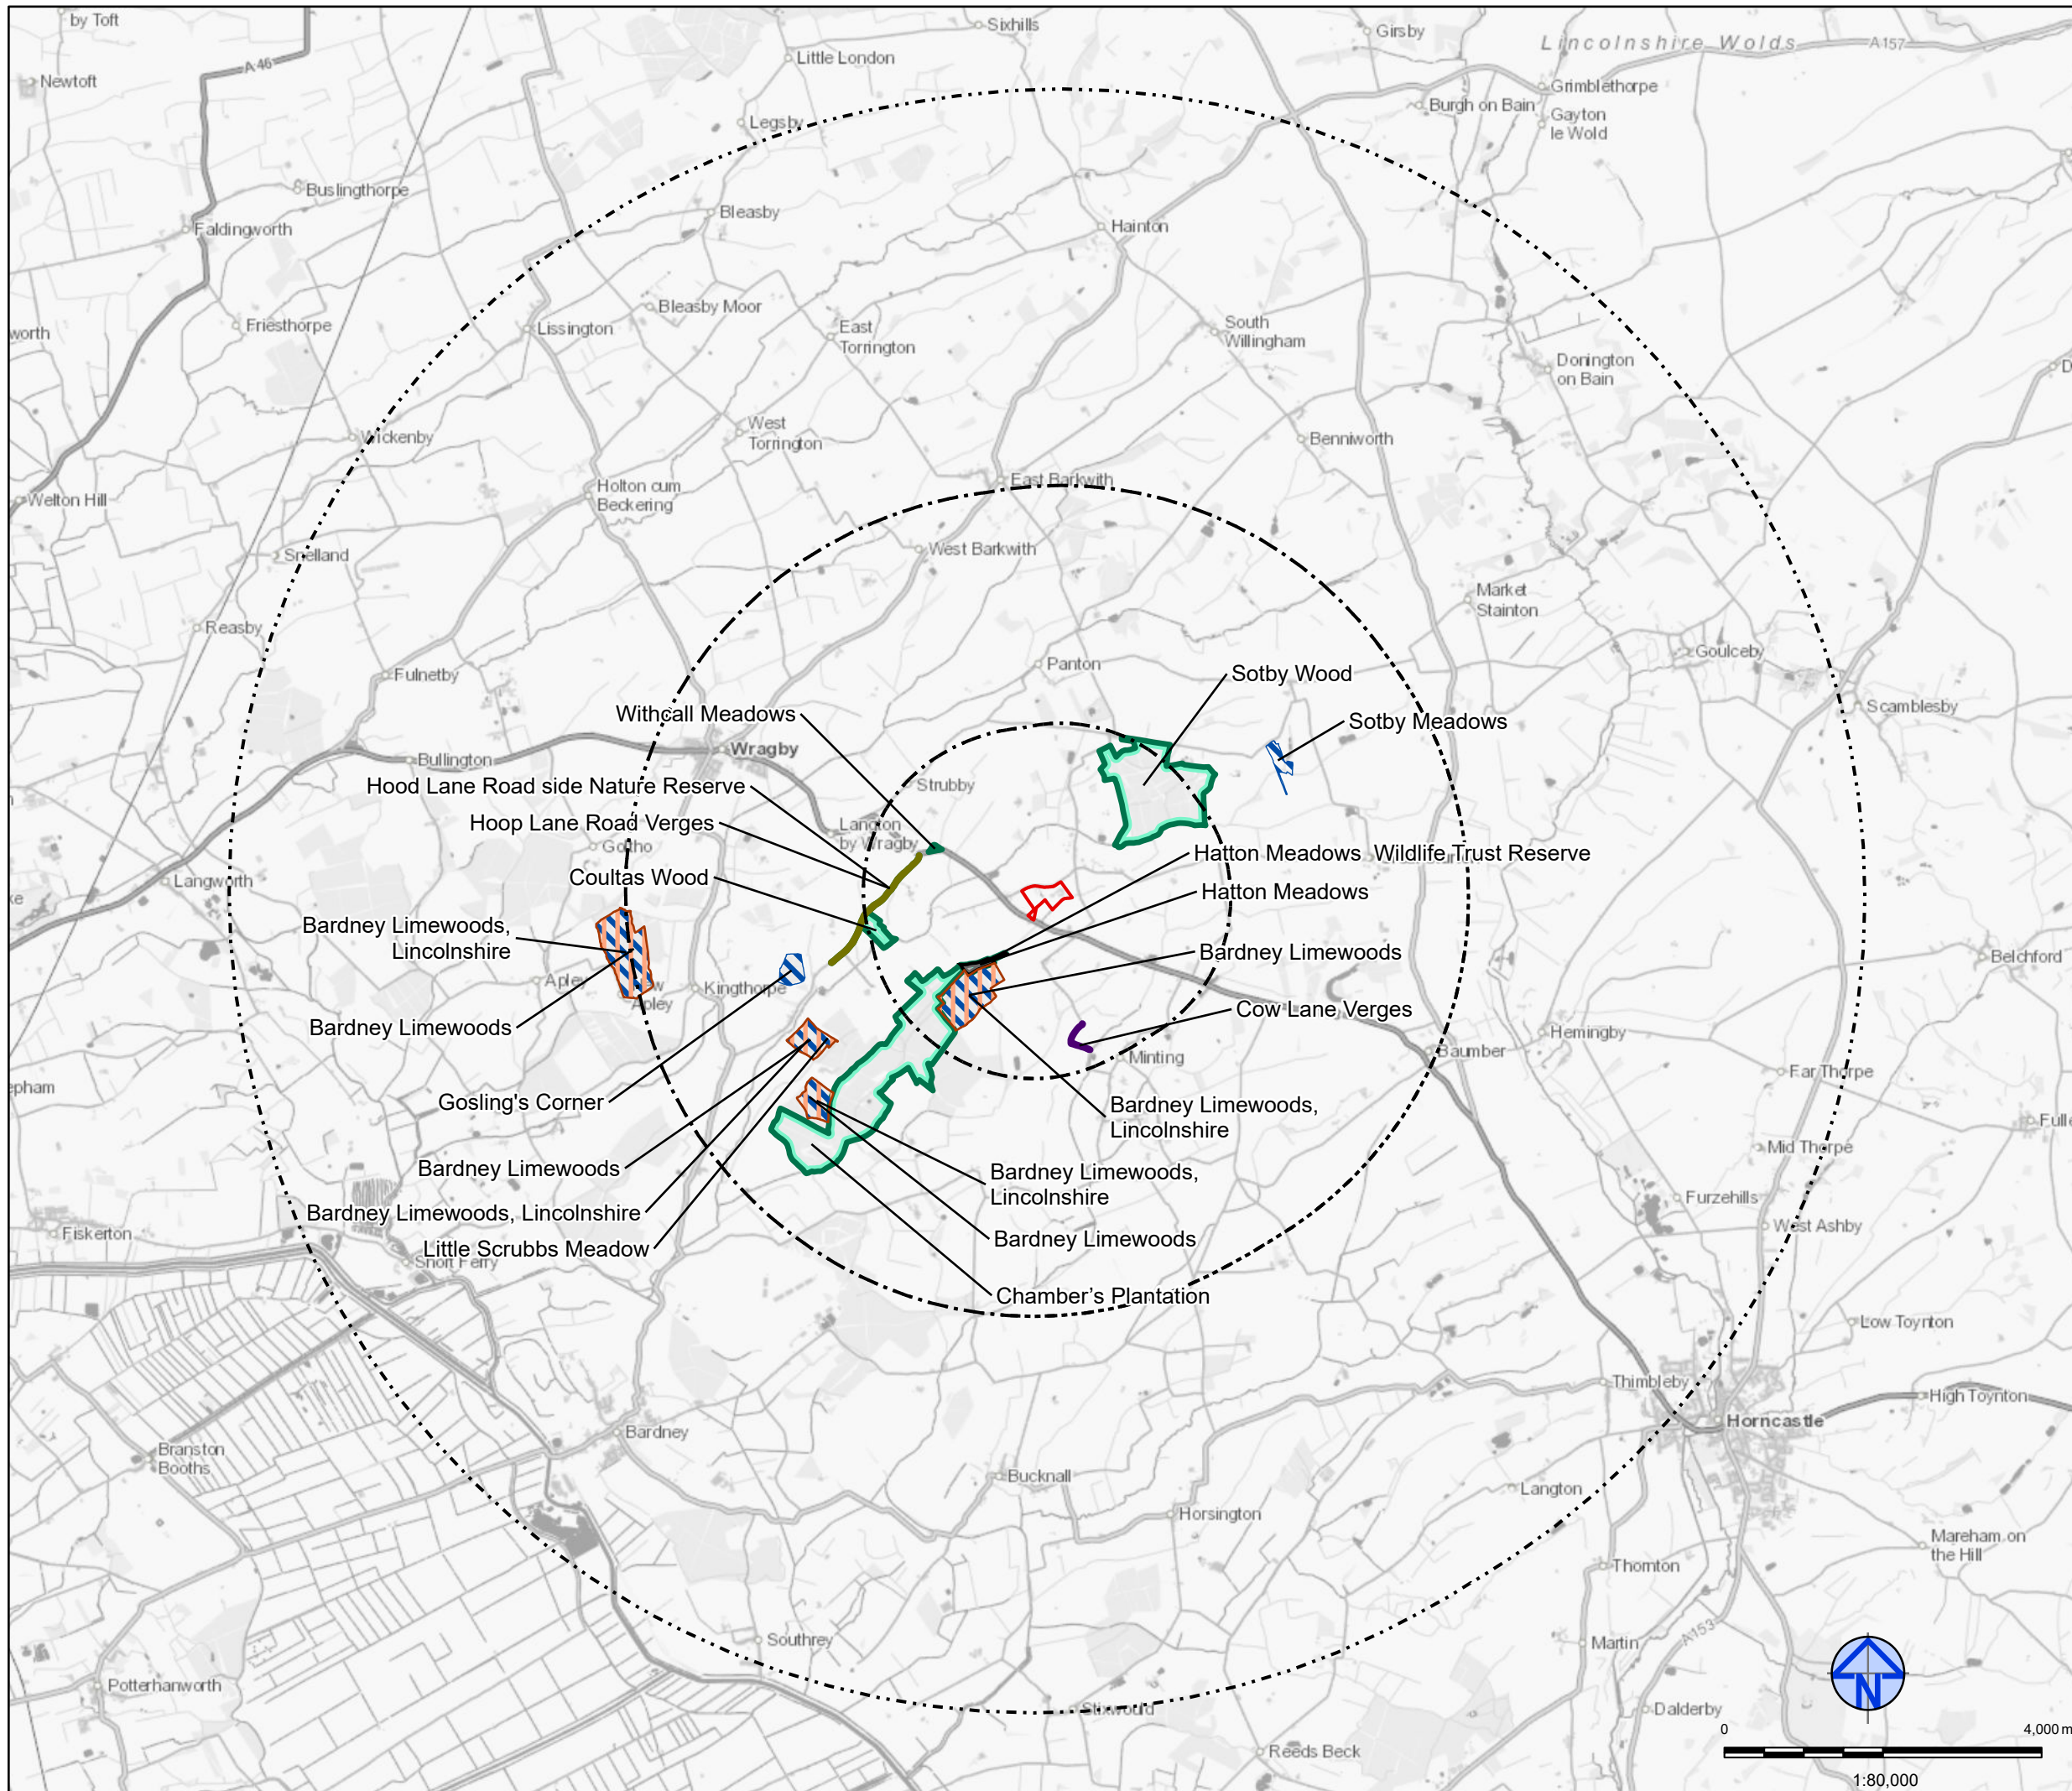 by Toft
Sixhills
Girsby
Lincolnshire Wolds
A157
Little London
A46
Newtoft
Grimblethorpe
Burgh on Bain
Gayton
le Wold
Legsby
Buslingthorpe
Bleasby
Faldingworth
Hainton
Bleasby Moor
Friesthorpe
Lissington
worth
East
Torrington
South
Willingham
Donington
on Bain
D
Wickenby
West
Torrington
Benniworth
East Barkwith
Holton cum
Beckering
Welton Hill
West Barkwith
Snelland
Market
Stainton
Reasby
Goulceby
Panton
Fulnetby
Sotby Wood
Scamblesby
Withcall Meadows
Sotby Meadows
Wragby
Bullington
Hood Lane Road side Nature Reserve
Strubby
Hoop Lane Road Verges
Langton
by Wragby
Goltho
Hatton Meadows Wildlife Trust Reserve
Coultas Wood
Langworth
Hatton Meadows
ke
Bardney Limewoods,
Lincolnshire
Bardney Limewoods
Belchford
Apley
Kingthorpe
Apley
Cow Lane Verges
Bardney Limewoods
Hemingby
Baumber
Minting
Far Thorpe
epham
Gosling's Corner
Bardney Limewoods,
Lincolnshire
Fulle
Mid Thorpe
Bardney Limewoods
Bardney Limewoods,
Lincolnshire
Furzehills
Bardney Limewoods, Lincolnshire
West Ashby
Fiskerton
Bardney Limewoods
Little Scrubbs Meadow
Short Ferry
Chamber’s Plantation
Low Toynton
Thimbleby
High Toynton
Horncastle
Bardney
Branston
Booths
Bucknall
Langton
Horsington
Mareham on
the Hill
Thornton
A153
Southrey
Martin
Potterhanworth
N
Stixwould
Dalderby
0
4,000 m
Reeds Beck
1:80,000